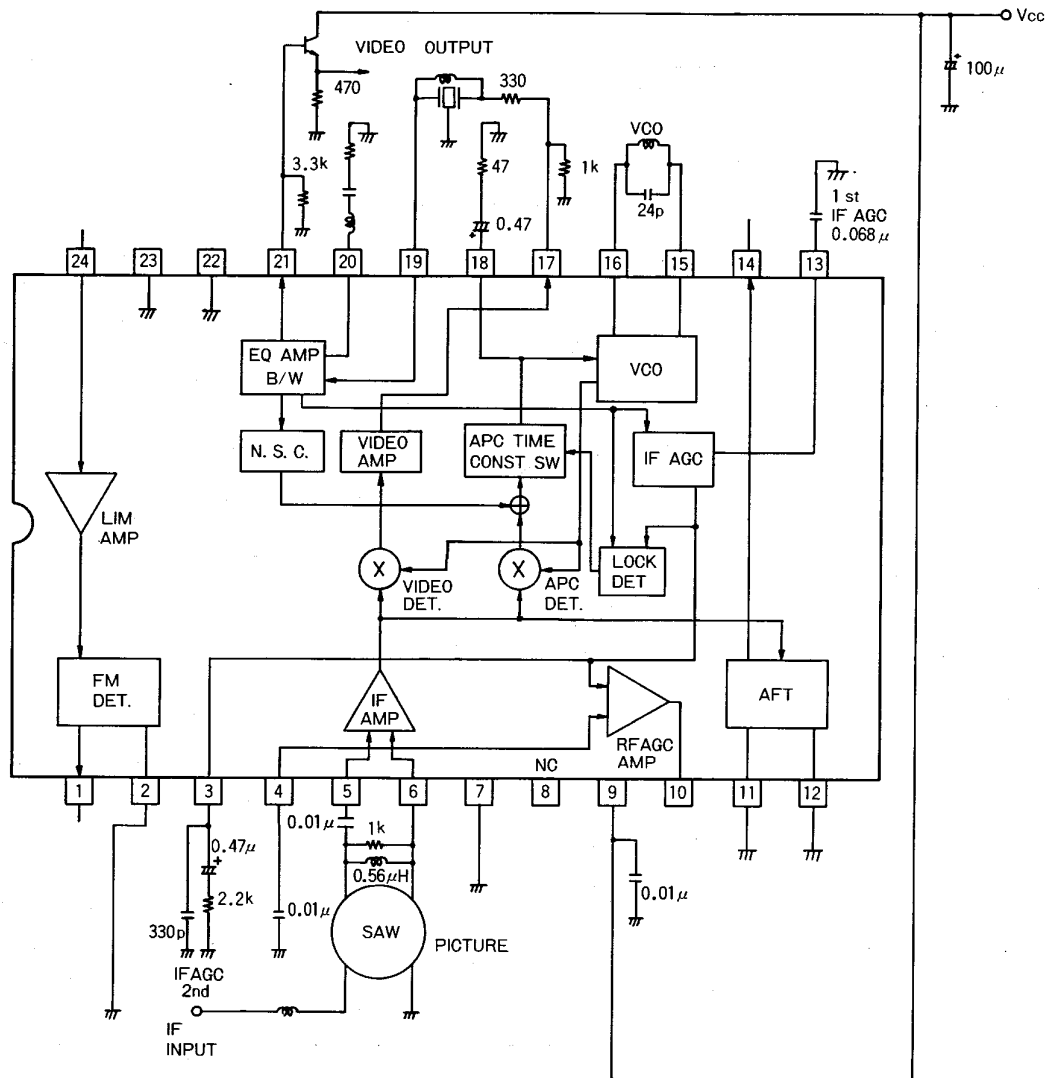 Vcc
VIDEO OUTPUT
100μ
470
330
VCO
3.3k
47
1k
1 st
IF AGC
0.068μ
24p
0.47
24
23
22
21
20
19
18
17
16
15
14
13
EQ AMP
B/W
VCO
N. S. C.
VIDEO
AMP
APC TIME
CONST SW
IF AGC
LIM
AMP
X
VIDEO
DET.
X
APC
DET.
LOCK
DET
FM
DET.
IF
AMP
RFAGC
AMP
AFT
NC
1
2
3
4
5
6
7
8
9
10
11
12
0.01μ
1k
0.47μ
+
0.56μH
2.2k
0.01μ
0.01μ
330p
SAW
PICTURE
IFAGC
2nd
IF
INPUT